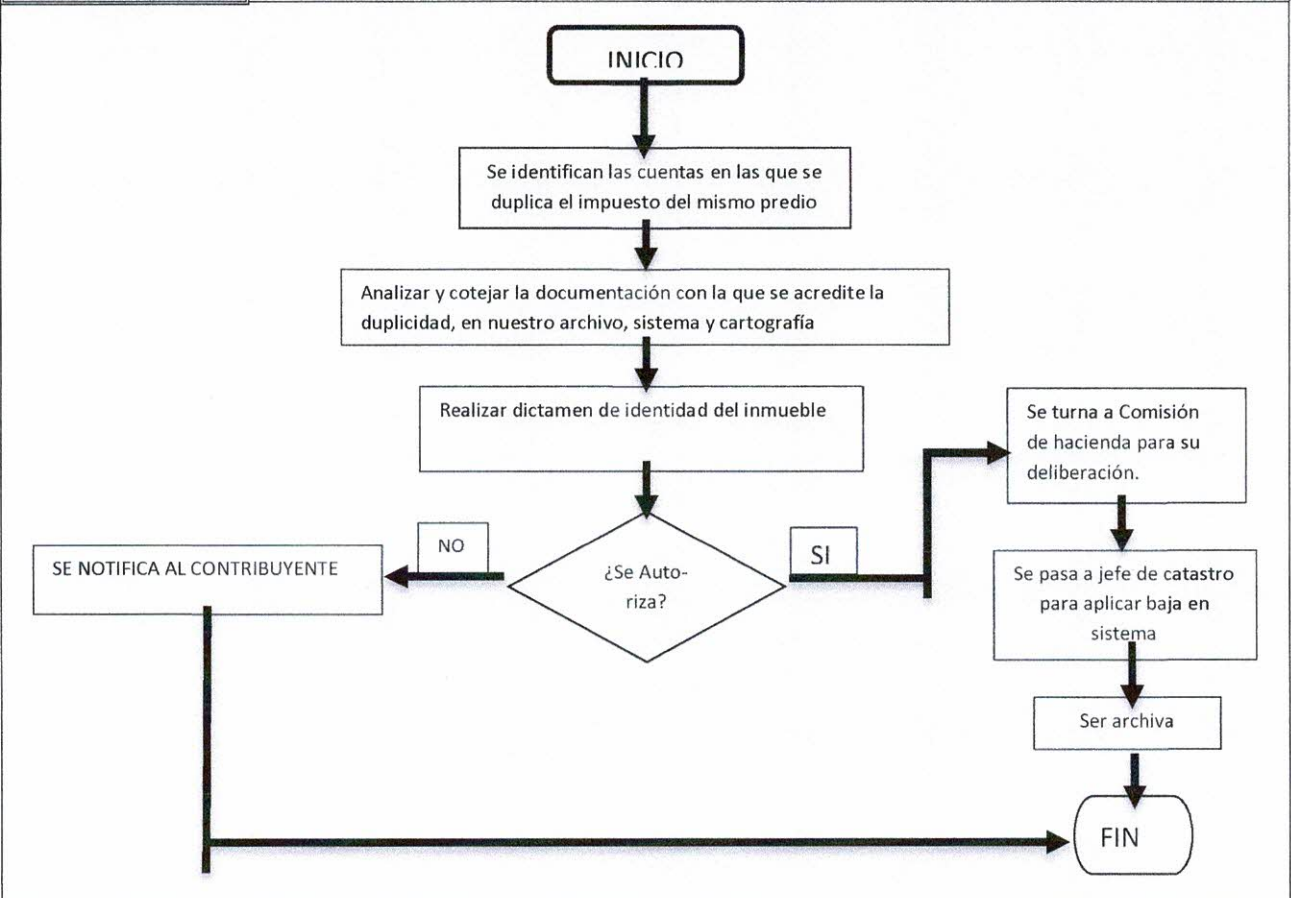 INICIO
Se identifican las cuentas en las que se
duplica el impuesto del mismo predio
Analizar y cotejar la documentación con la que se acredite la
duplicidad, en nuestro archivo, sistema y cartografía
Realizar dictamen de identidad del inmueble
¿Se Auto-
riza?
NO
SE NOTIFICA AL CONTRIBUYENTE
SI
Se turna a Comisión
de hacienda para su
deliberación.
Se pasa a jefe de catastro
para aplicar baja en
sistema
Ser archiva
FIN